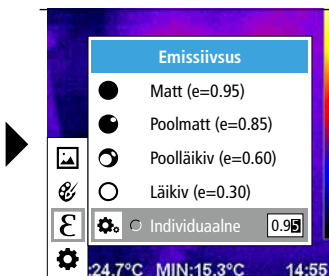 Emissiivsus
Matt (e=0.95)
Poolmatt (e=0.85)
Poolläikiv (e=0.60)
Läikiv (e=0.30)
Ɛ Individuaalne 0.95
:24.7°C MIN:15.3°C 14:55